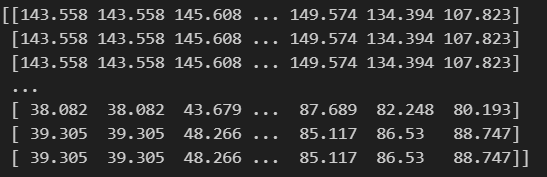 [[143.558 143.558 145.608 ... 149.574 134.394 107.823]
[143.558 143.558 145.608 ... 149.574 134.394 107.823]
[143.558 143.558 145.608 ... 149.574 134.394 107.823]
...
[ 38.082 38.082 43.679 ... 87.689 82.248 80.193]
[ 39.305 39.305 48.266 ... 85.117 86.53 88.747]
[ 39.305 39.305 48.266 ... 85.117 86.53 88.747]]